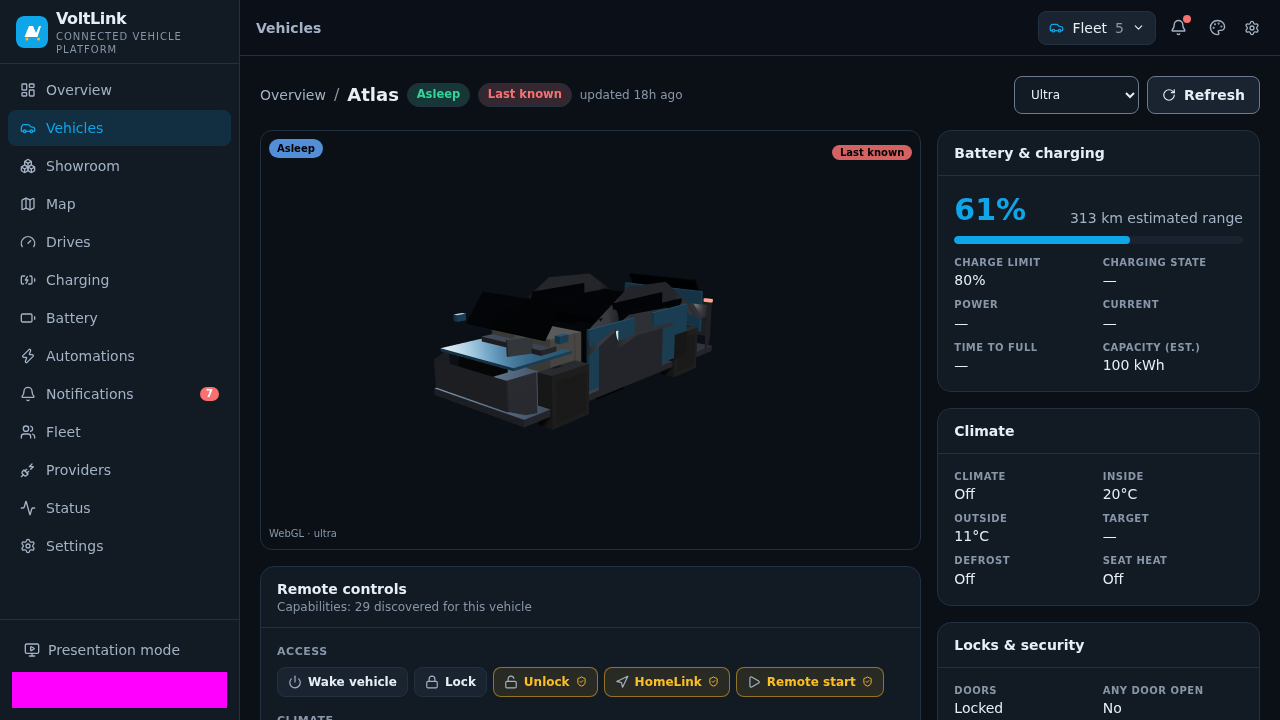 VoltLink
CONNECTED VEHICLE
PLATFORM
Overview
Vehicles
Showroom
Map
Drives
Charging
Battery
Automations
Notifications 7
Fleet
Providers
Status
Settings
Presentation mode
Vehicles
Fleet 5
Overview / Atlas Asleep Last known updated 18h ago
Ultra
Refresh
Asleep
Last known
WebGL · ultra
Remote controls
Capabilities: 29 discovered for this vehicle
ACCESS
Wake vehicle Lock Unlock HomeLink Remote start
CLIMATE
Battery & charging
61% 313 km estimated range
CHARGE LIMIT CHARGING STATE
80% —
POWER CURRENT
— —
TIME TO FULL CAPACITY (EST.)
— 100 kWh
Climate
CLIMATE INSIDE
Off 20°C
OUTSIDE TARGET
11°C —
DEFROST SEAT HEAT
Off Off
Locks & security
DOORS ANY DOOR OPEN
Locked No